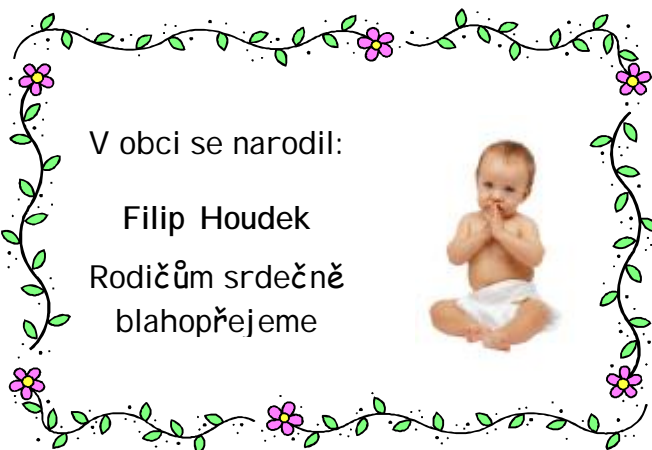 V obci se narodil:
Filip Houdek
Rodičům srdečně
blahopřejeme